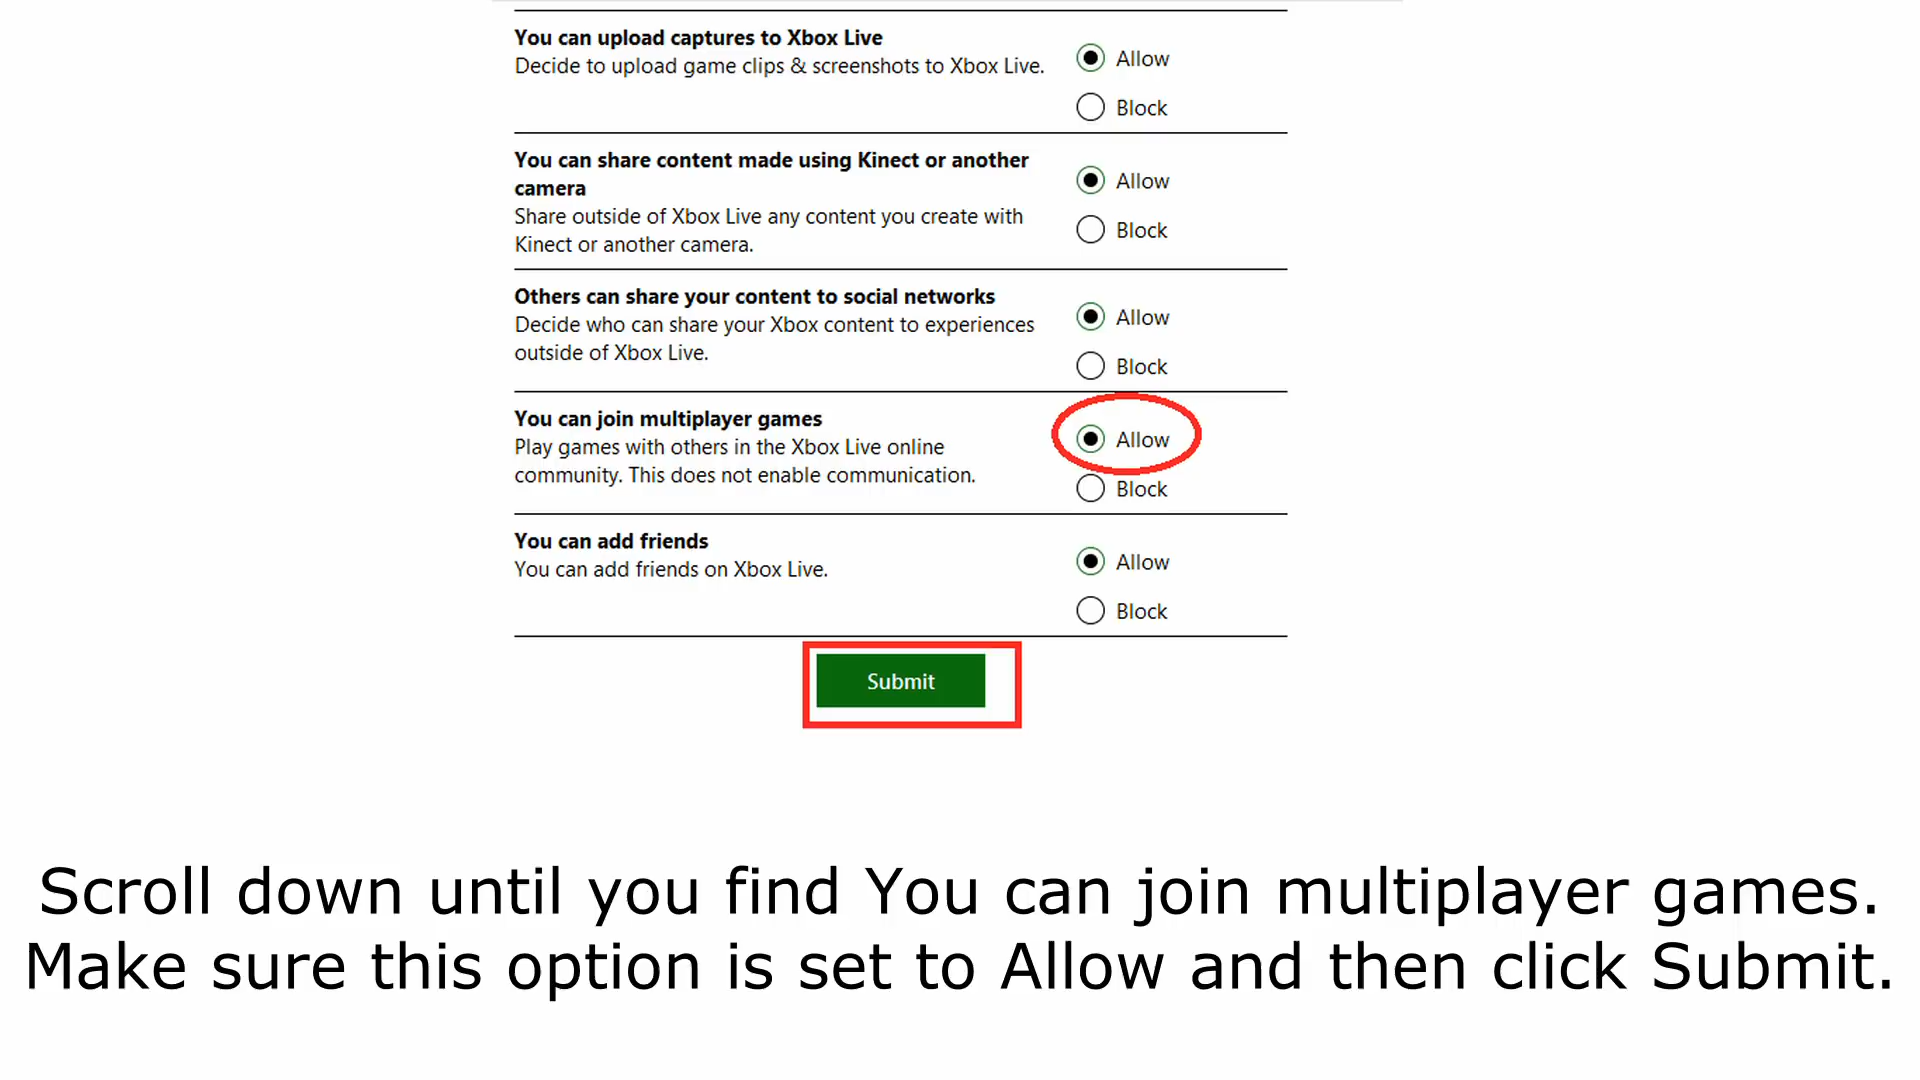 You can upload captures to Xbox Live
Decide to upload game clips & screenshots to Xbox Live.
Allow
Block
You can share content made using Kinect or another
camera
Share outside of Xbox Live any content you create with
Kinect or another camera.
Allow
Block
Others can share your content to social networks
Decide who can share your Xbox content to experiences
outside of Xbox Live.
Allow
Block
You can join multiplayer games
Play games with others in the Xbox Live online
community. This does not enable communication.
Allow
Block
You can add friends
You can add friends on Xbox Live.
Allow
Block
Submit
Scroll down until you find You can join multiplayer games.
Make sure this option is set to Allow and then click Submit.